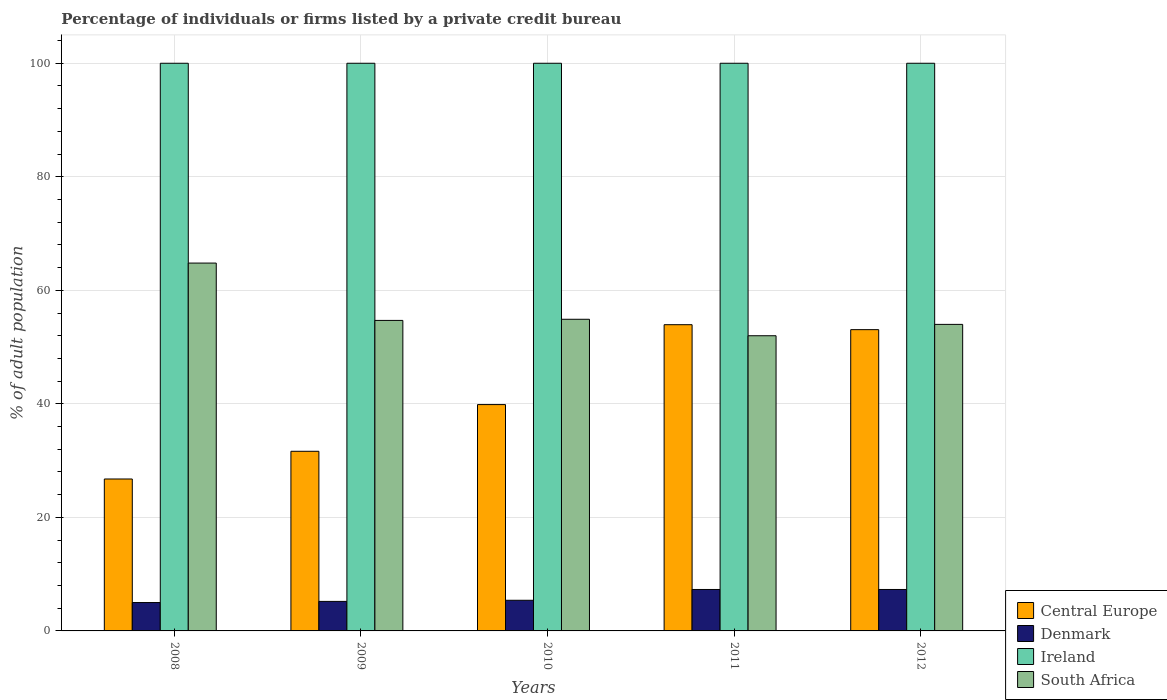 Percentage of individuals or firms listed by a private credit bureau
% of adult population
100
80
60
40
20
0
2008
2009
2010
2011
2012
Years
Central Europe
Denmark
Ireland
South Africa